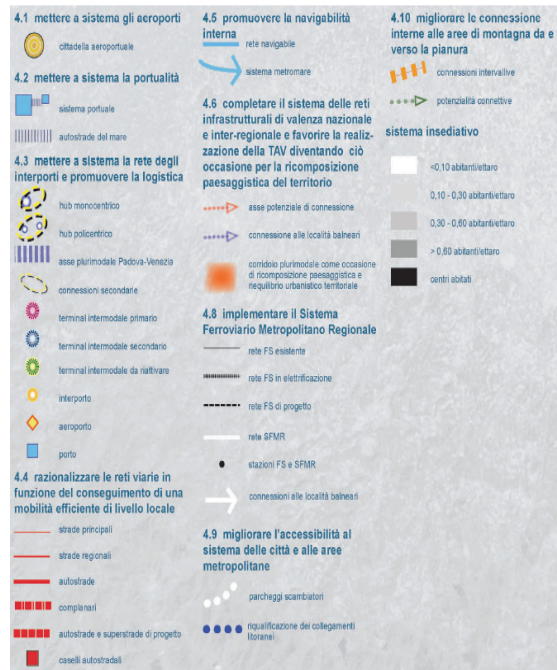 4.1 mettere a sistema gli aeroporti
cittadella aeroportuale
4.2 mettere a sistema la portualità
sistema portuale
autostrade del mare
4.3 mettere a sistema la rete degli
interporti e promuovere la logistica
hub monocentrico
hub policentrico
asse plurimodale Padova-Venezia
connessioni secondarie
terminal intermodale primario
terminal intermodale secondario
terminal intermodale da riattivare
interporto
aeroporto
porto
4.4 razionalizzare le reti viarie in
funzione del conseguimento di una
mobilità efficiente di livello locale
strade principali
strade regionali
autostrade
complanari
autostrade e superstrade di progetto
caselli autostradali
4.5 promuovere la navigabilità
interna
rete navigabile
sistema metromare
4.6 completare il sistema delle reti
infrastrutturali di valenza nazionale
e inter-regionale e favorire la realiz-
zazione della TAV diventando ciò
occasione per la ricomposizione
paesaggistica del territorio
asse potenziale di connessione
connessione alle località balneari
corridoio plurimodale come occasione
di ricomposizione paesaggistica e
riequilibrio urbanistico territoriale
4.8 implementare il Sistema
Ferroviario Metropolitano Regionale
rete FS esistente
rete FS in elettrificazione
rete FS di progetto
rete SFMR
stazioni FS e SFMR
connessioni alle località balneari
4.9 migliorare l'accessibilità al
sistema delle città e alle aree
metropolitane
parcheggi scambiatori
riqualificazione dei collegamenti
litoranei
4.10 migliorare le connessione
interne alle aree di montagna da e
verso la pianura
connessioni intervallive
potenzialità connettive
sistema insediativo
<0,10 abitanti/ettaro
0,10 - 0,30 abitanti/ettaro
0,30 - 0,60 abitanti/ettaro
> 0,60 abitanti/ettaro
centri abitati